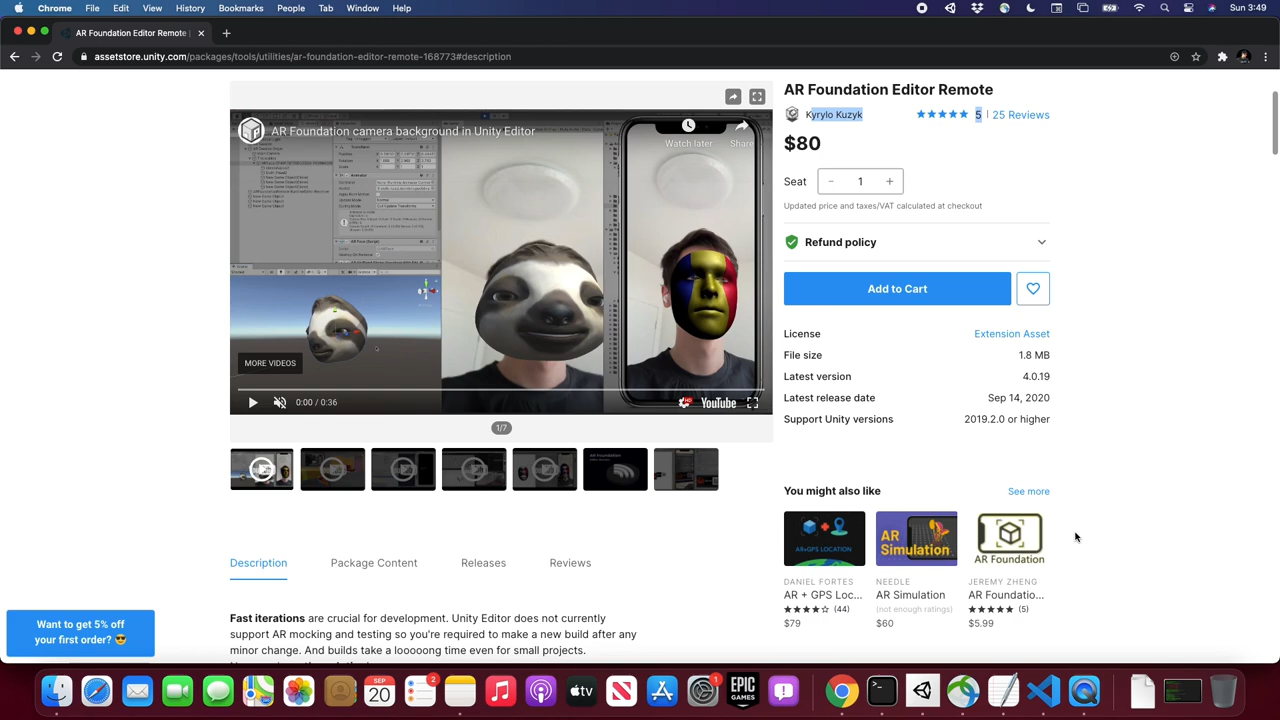 Chrome File Edit View History Bookmarks People Tab Window Help
Sun 3:49
AR Foundation Editor Remote |
assetstore.unity.com/packages/tools/utilities/ar-foundation-editor-remote-168773#description
AR Foundation camera background in Unity Editor
Watch later
Share
MORE VIDEOS
0:00 / 0:36
HD
YouTube
1/7
AR Foundation Editor Remote
Kyrylo Kuzyk
5 | 25 Reviews
$80
Seat - 1 +
Updated price and taxes/VAT calculated at checkout
Refund policy
Add to Cart
License Extension Asset
File size 1.8 MB
Latest version 4.0.19
Latest release date Sep 14, 2020
Support Unity versions 2019.2.0 or higher
You might also like See more
AR+GPS LOCATION
AR Simulation
AR Foundation
DANIEL FORTES
AR + GPS Loc...
(44)
$79
NEEDLE
AR Simulation
(not enough ratings)
$60
JEREMY ZHENG
AR Foundatio...
(5)
$5.99
Description Package Content Releases Reviews
Fast iterations are crucial for development. Unity Editor does not currently
support AR mocking and testing so you're required to make a new build after any
minor change. And builds take a looooong time even for small projects.
Want to get 5% off
your first order? 😎
SEP
20
2
tv
1
EPIC
GAMES